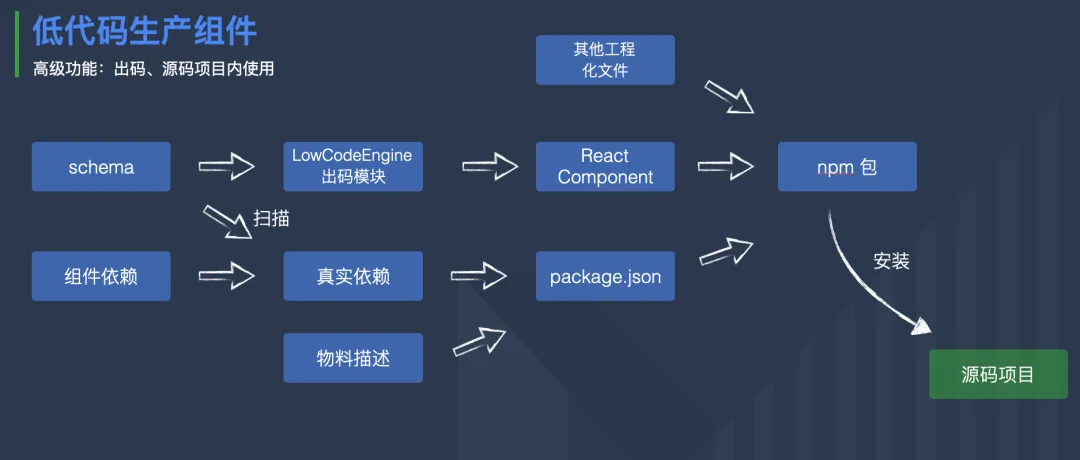 低代码生产组件
高级功能：出码、源码项目内使用
其他工程
化文件
schema
LowCodeEngine
出码模块
React
Component
npm 包
扫描
组件依赖
真实依赖
package.json
安装
物料描述
源码项目